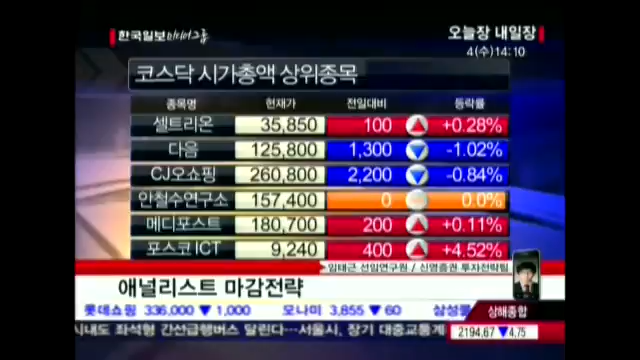 한국일보 미디어그룹
오늘장 내일장
4(수)14:10
코스닥 시가총액 상위종목
종목명 현재가 전일대비 등락률
셀트리온 35,850 100 ▲ +0.28%
다음 125,800 1,300 ▼ -1.02%
CJ오쇼핑 260,800 2,200 ▼ -0.84%
안철수연구소 157,400 0 0.0%
메디포스트 180,700 200 ▲ +0.11%
포스코 ICT 9,240 400 ▲ +4.52%
임태근 선임연구원 / 신영증권 투자전략팀
애널리스트 마감전략
롯데쇼핑 336,000 ▼ 1,000 모나미 3,855 ▼ 60 삼성물 상해종합
시내도 좌석형 간선급행버스 달린다…서울시, 장기 대중교통계 2194.67 ▼4.75